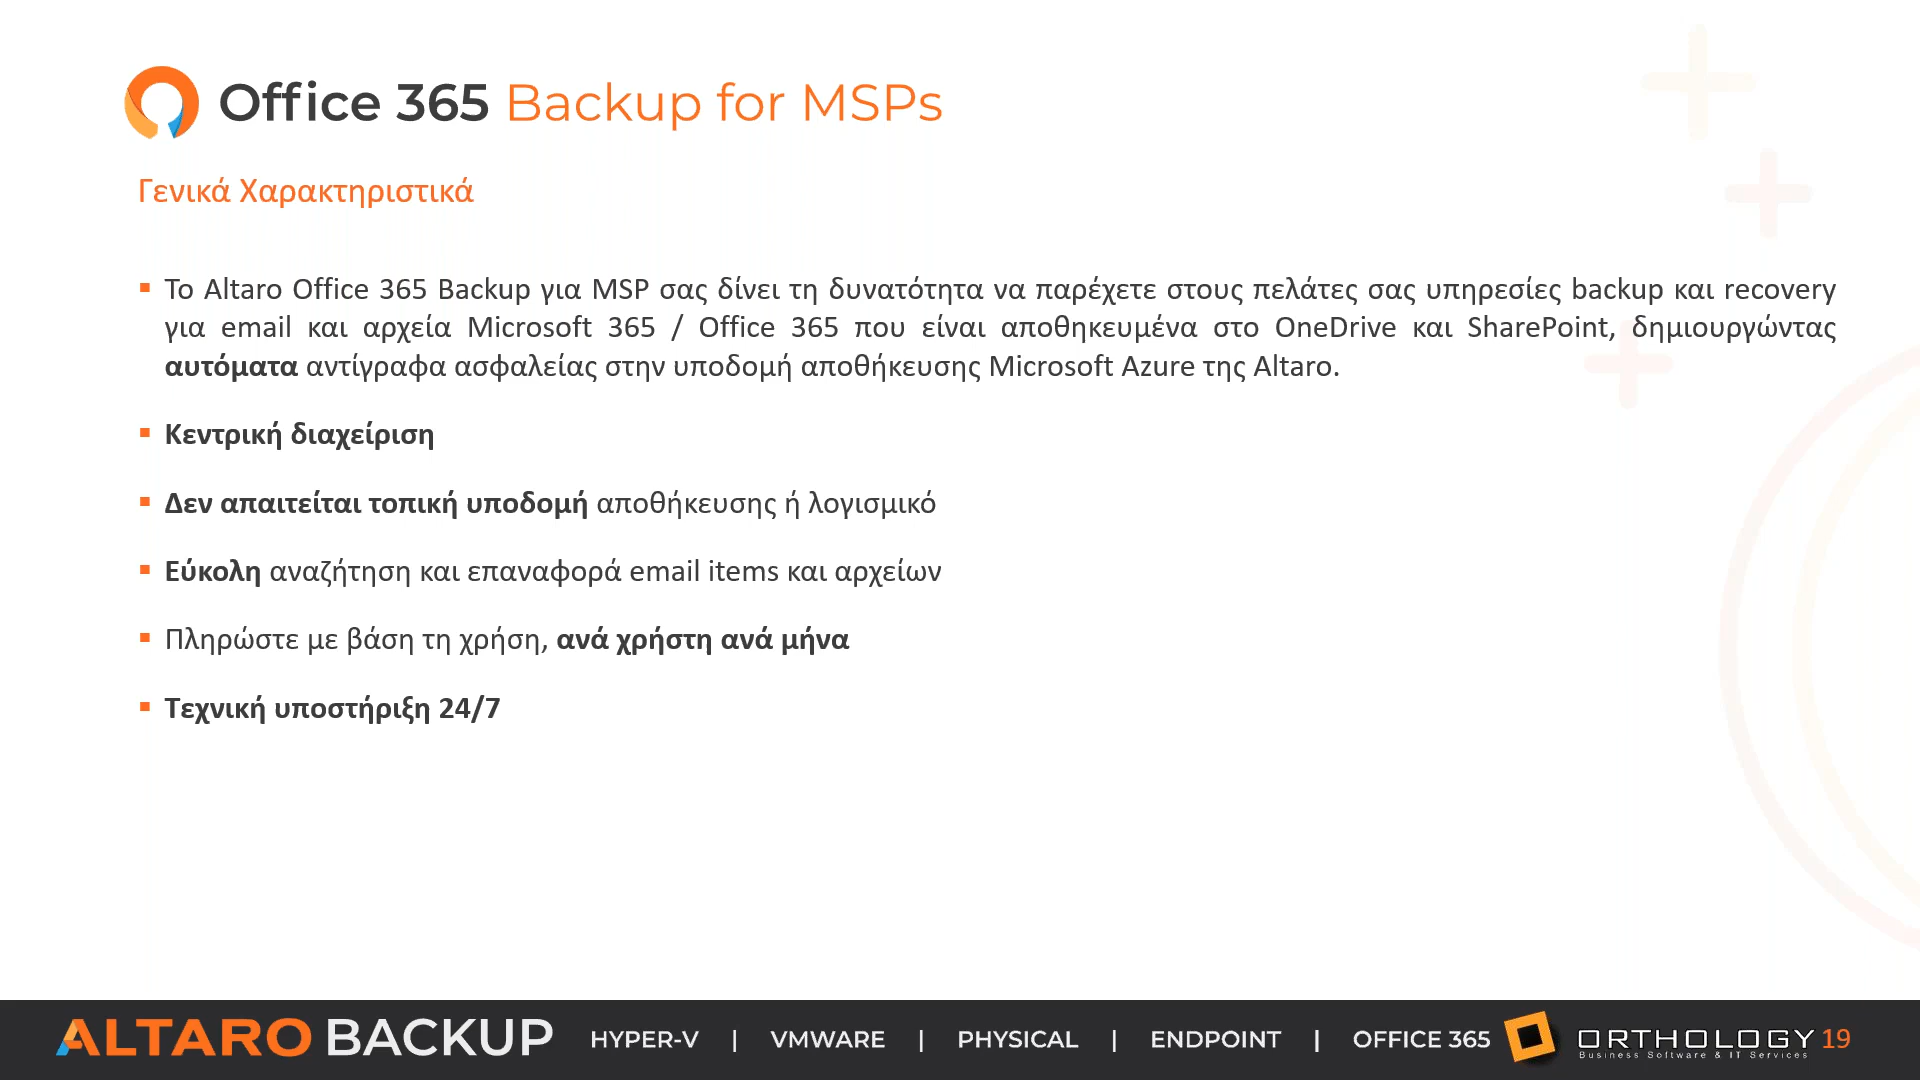 Office 365 Backup for MSPs
Γενικά Χαρακτηριστικά
▪ Το Altaro Office 365 Backup για MSP σας δίνει τη δυνατότητα να παρέχετε στους πελάτες σας υπηρεσίες backup και recovery
για email και αρχεία Microsoft 365 / Office 365 που είναι αποθηκευμένα στο OneDrive και SharePoint, δημιουργώντας
αυτόματα αντίγραφα ασφαλείας στην υποδομή αποθήκευσης Microsoft Azure της Altaro.
▪ Κεντρική διαχείριση
▪ Δεν απαιτείται τοπική υποδομή αποθήκευσης ή λογισμικό
▪ Εύκολη αναζήτηση και επαναφορά email items και αρχείων
▪ Πληρώστε με βάση τη χρήση, ανά χρήστη ανά μήνα
▪ Τεχνική υποστήριξη 24/7
ALTARO BACKUP HYPER-V | VMWARE | PHYSICAL | ENDPOINT | OFFICE 365 ORTHOLOGY 19
Business Software & IT Services